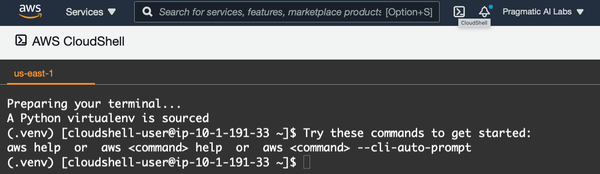 aws
Services
Search for services, features, marketplace products [Option+S]
CloudShell
Pragmatic AI Labs
AWS CloudShell
us-east-1
Preparing your terminal...
A Python virtualenv is sourced
(.venv) [cloudshell-user@ip-10-1-191-33 ~]$ Try these commands to get started:
aws help or aws <command> help or aws <command> --cli-auto-prompt
(.venv) [cloudshell-user@ip-10-1-191-33 ~]$